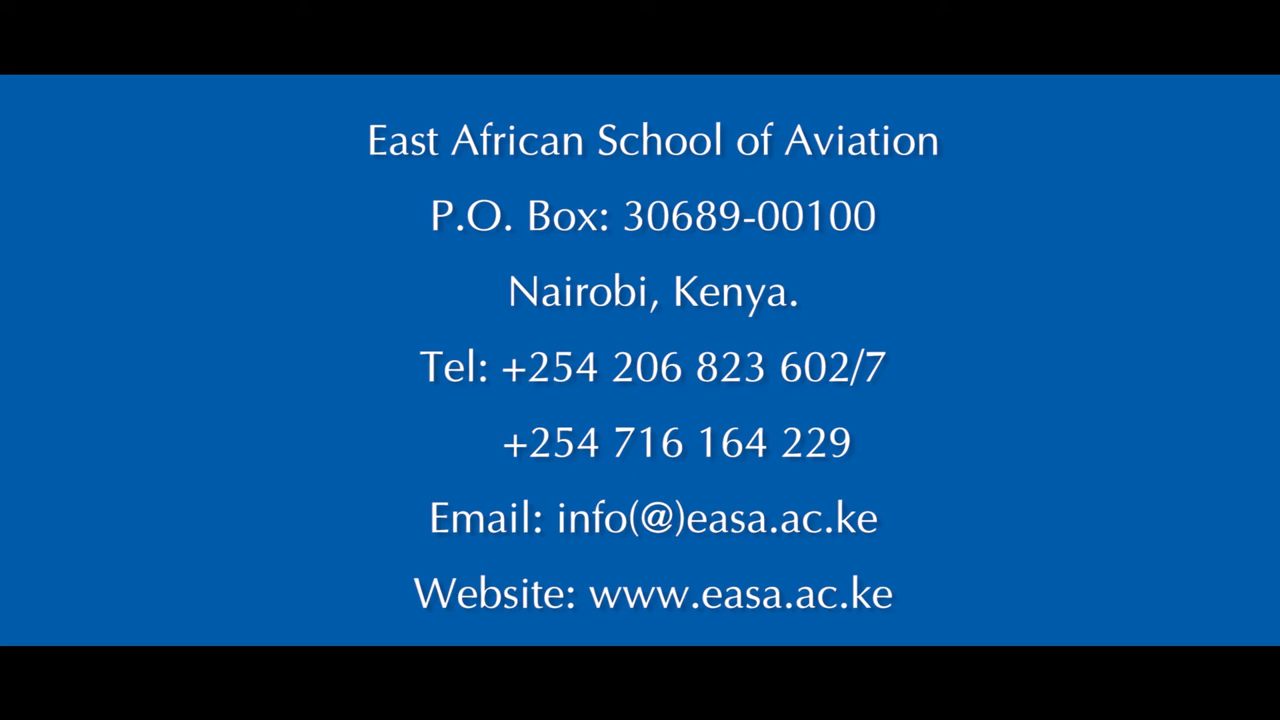 East African School of Aviation
P.O. Box: 30689-00100
Nairobi, Kenya.
Tel: +254 206 823 602/7
+254 716 164 229
Email: info(@)easa.ac.ke
Website: www.easa.ac.ke